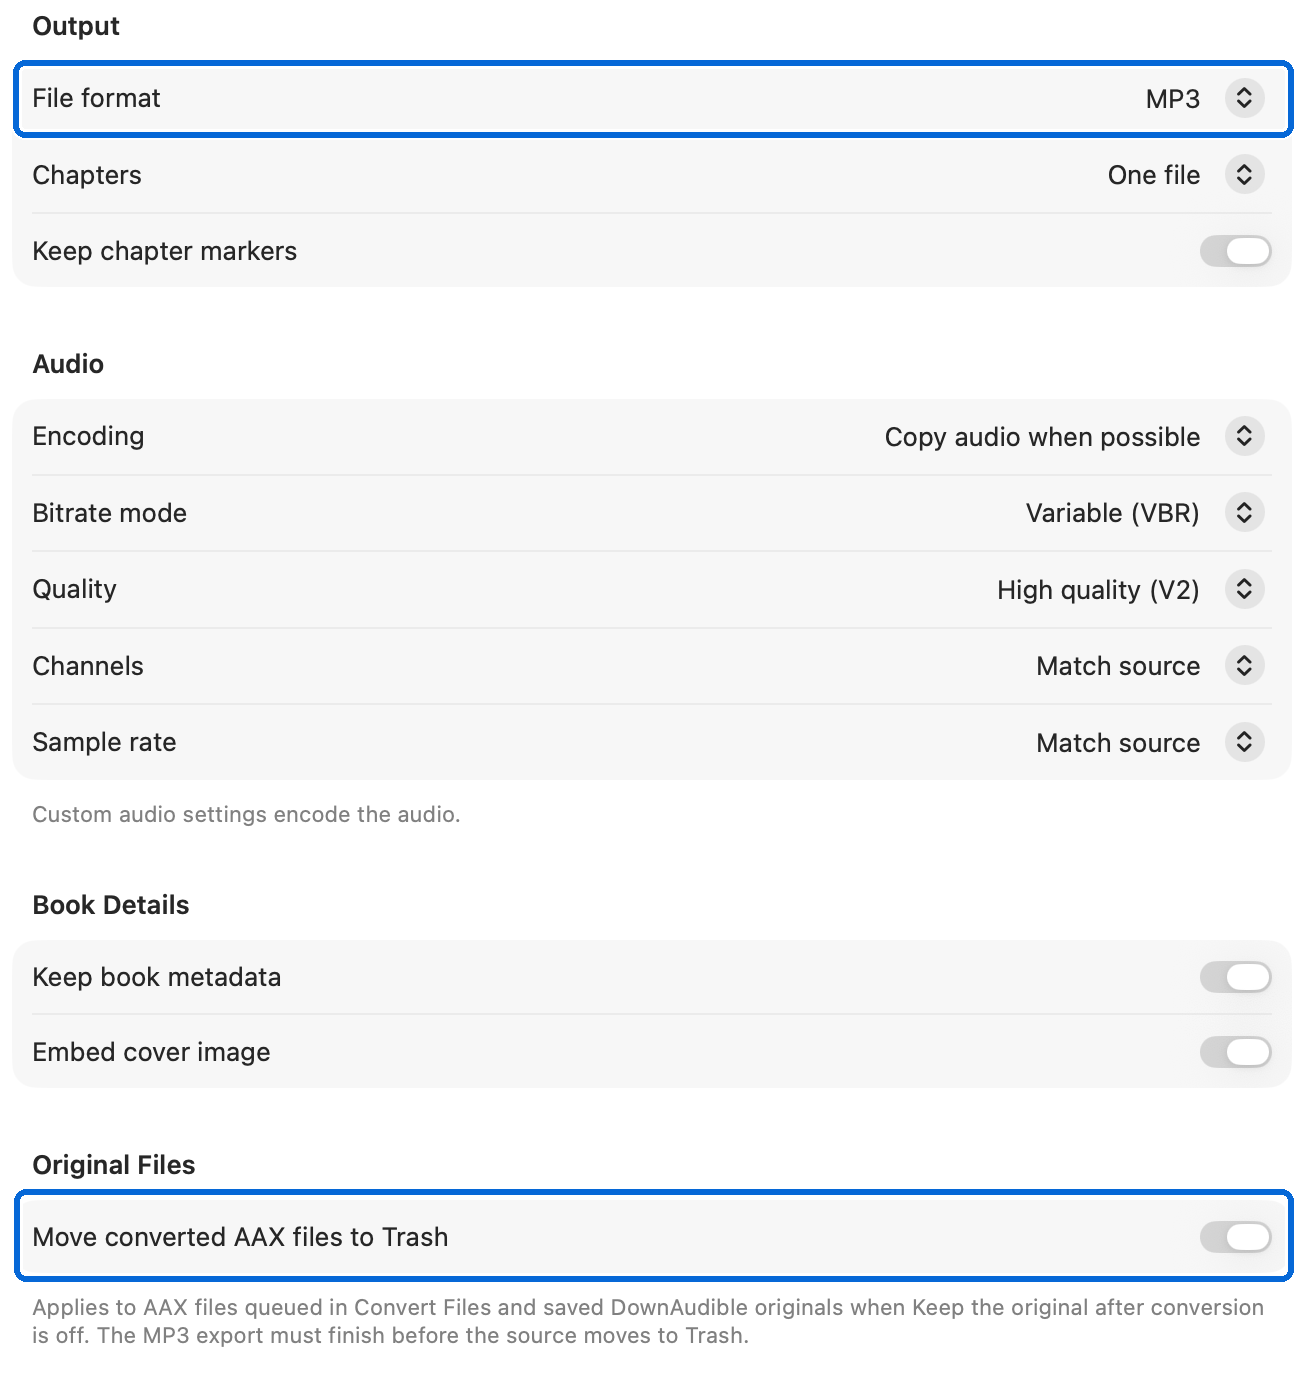 Output
File format MP3
Chapters One file
Keep chapter markers
Audio
Encoding Copy audio when possible
Bitrate mode Variable (VBR)
Quality High quality (V2)
Channels Match source
Sample rate Match source
Custom audio settings encode the audio.
Book Details
Keep book metadata
Embed cover image
Original Files
Move converted AAX files to Trash
Applies to AAX files queued in Convert Files and saved DownAudible originals when Keep the original after conversion
is off. The MP3 export must finish before the source moves to Trash.